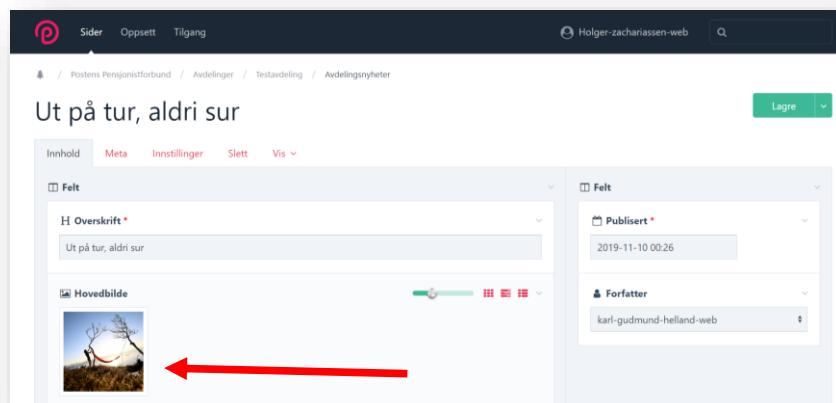 Sider Oppsett Tilgang Holger-zachariassen-web
/ Postens Pensjonistforbund / Avdelinger / Testavdeling / Avdelingsnyheter
Ut på tur, aldri sur
Lagre
Innhold Meta Innstillinger Slett Vis
Felt
Overskrift *
Ut på tur, aldri sur
Hovedbilde
Felt
Publisert *
2019-11-10 00:26
Forfatter
karl-gudmund-helland-web